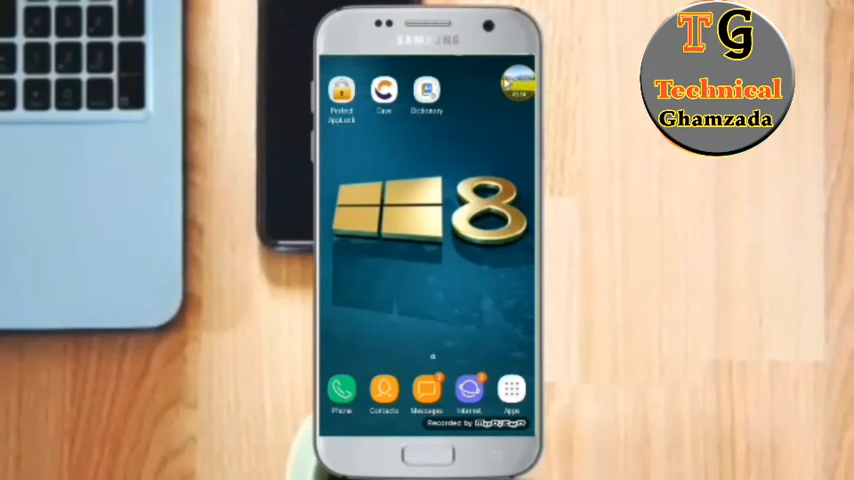 TG
Technical
Ghamzada
SAMSUNG
Perfect
AppLock
Cave
Dictionary
8
Phone
Contacts
Messages
Internet
Apps
Recorded by